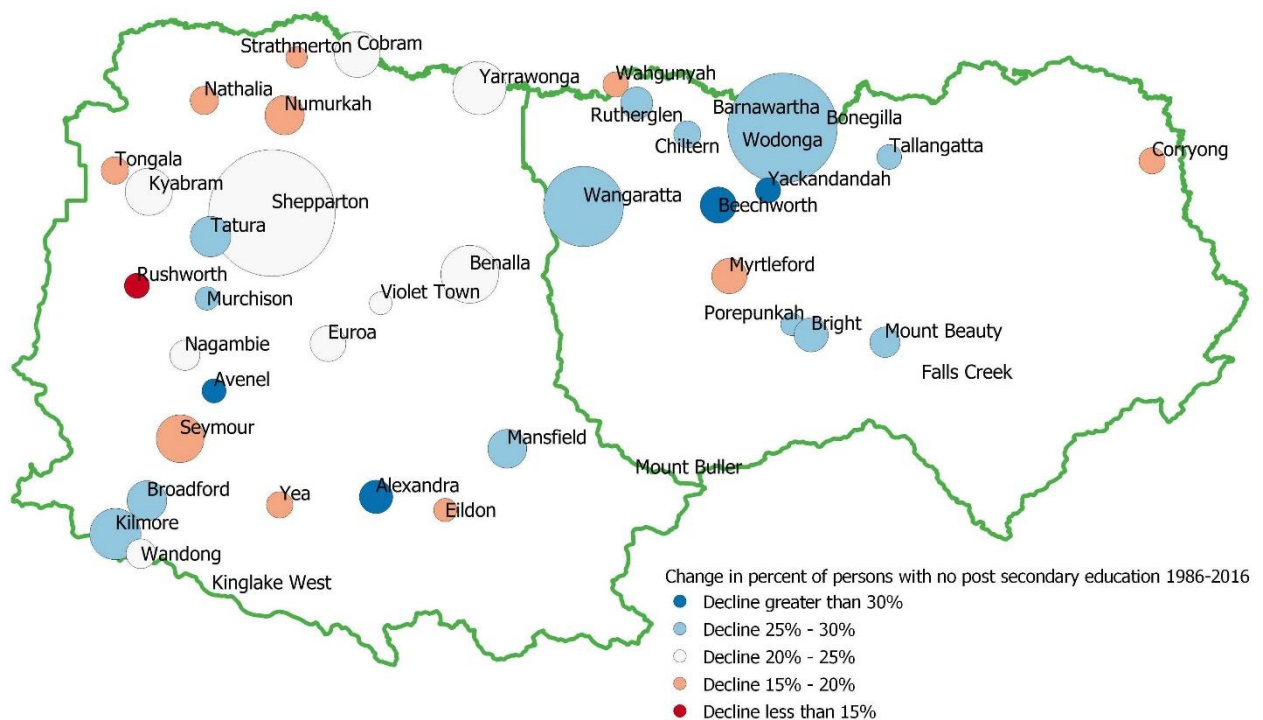 Strathmerton
Cobram
Yarrawonga
Wahgunyah
Nathalia
Numurkah
Rutherglen
Barnawartha
Bonegilla
Chiltern
Wodonga
Tallangatta
Corryong
Tongala
Kyabram
Shepparton
Wangaratta
Yackandandah
Beechworth
Tatura
Rushworth
Murchison
Benalla
Violet Town
Myrtleford
Porepunkah
Bright
Mount Beauty
Euroa
Nagambie
Falls Creek
Avenel
Seymour
Mansfield
Mount Buller
Broadford
Yea
Alexandra
Eildon
Kilmore
Wandong
Kinglake West
Change in percent of persons with no post secondary education 1986-2016
Decline greater than 30%
Decline 25% - 30%
Decline 20% - 25%
Decline 15% - 20%
Decline less than 15%